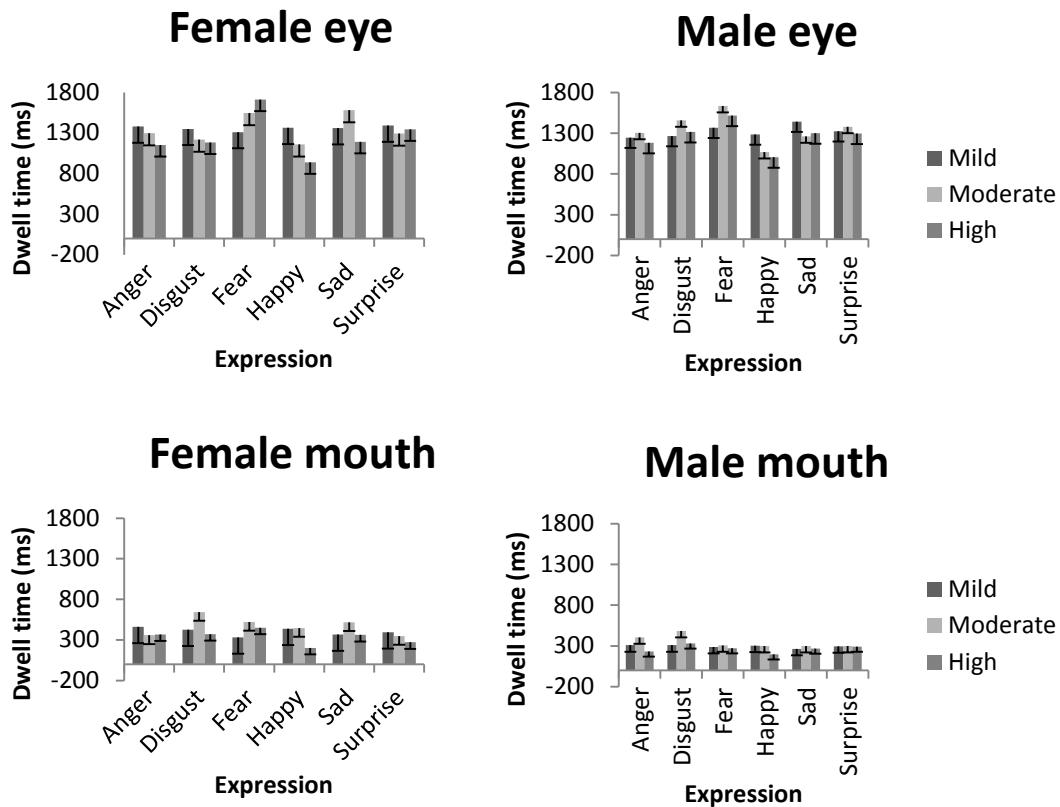 Female eye
Dwell time (ms)
1800
1300
800
300
-200
Anger
Disgust
Fear
Happy
Sad
Surprise
Expression
Male eye
Dwell time (ms)
1800
1300
800
300
-200
Anger
Disgust
Fear
Happy
Sad
Surprise
Expression
Mild
Moderate
High
Female mouth
Dwell time (ms)
1800
1300
800
300
-200
Anger
Disgust
Fear
Happy
Sad
Surprise
Expression
Male mouth
Dwell time (ms)
1800
1300
800
300
-200
Anger
Disgust
Fear
Happy
Sad
Surprise
Expression
Mild
Moderate
High